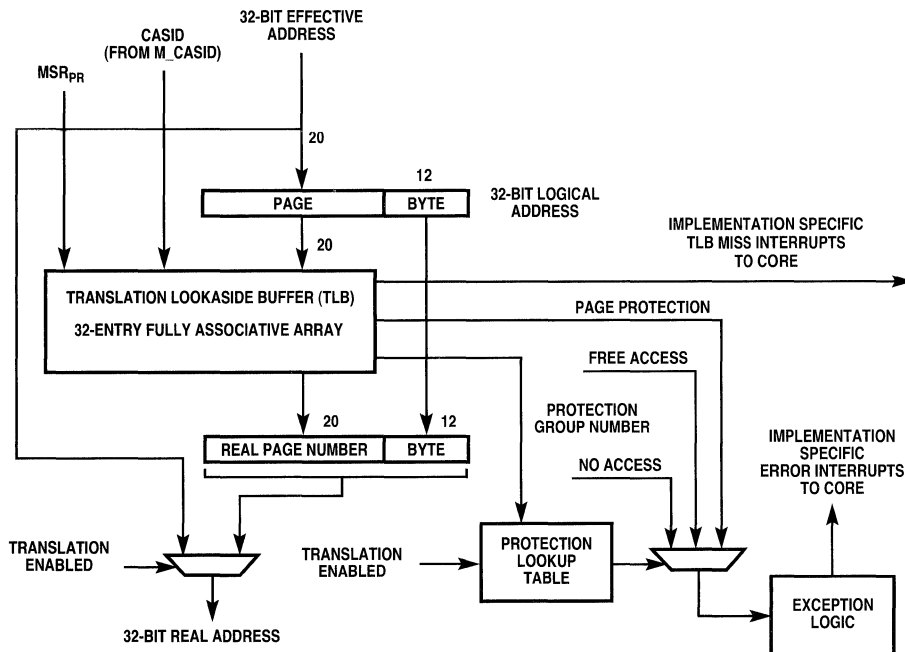 32-BIT EFFECTIVE
ADDRESS
CASID
(FROM M_CASID)
MSRPR
20
12
PAGE
BYTE
32-BIT LOGICAL
ADDRESS
20
IMPLEMENTATION SPECIFIC
TLB MISS INTERRUPTS
TO CORE
TRANSLATION LOOKASIDE BUFFER (TLB)
32-ENTRY FULLY ASSOCIATIVE ARRAY
PAGE PROTECTION
FREE ACCESS
20
12
PROTECTION
GROUP NUMBER
REAL PAGE NUMBER
BYTE
NO ACCESS
IMPLEMENTATION
SPECIFIC
ERROR INTERRUPTS
TO CORE
TRANSLATION
ENABLED
TRANSLATION
ENABLED
PROTECTION
LOOKUP
TABLE
EXCEPTION
LOGIC
32-BIT REAL ADDRESS